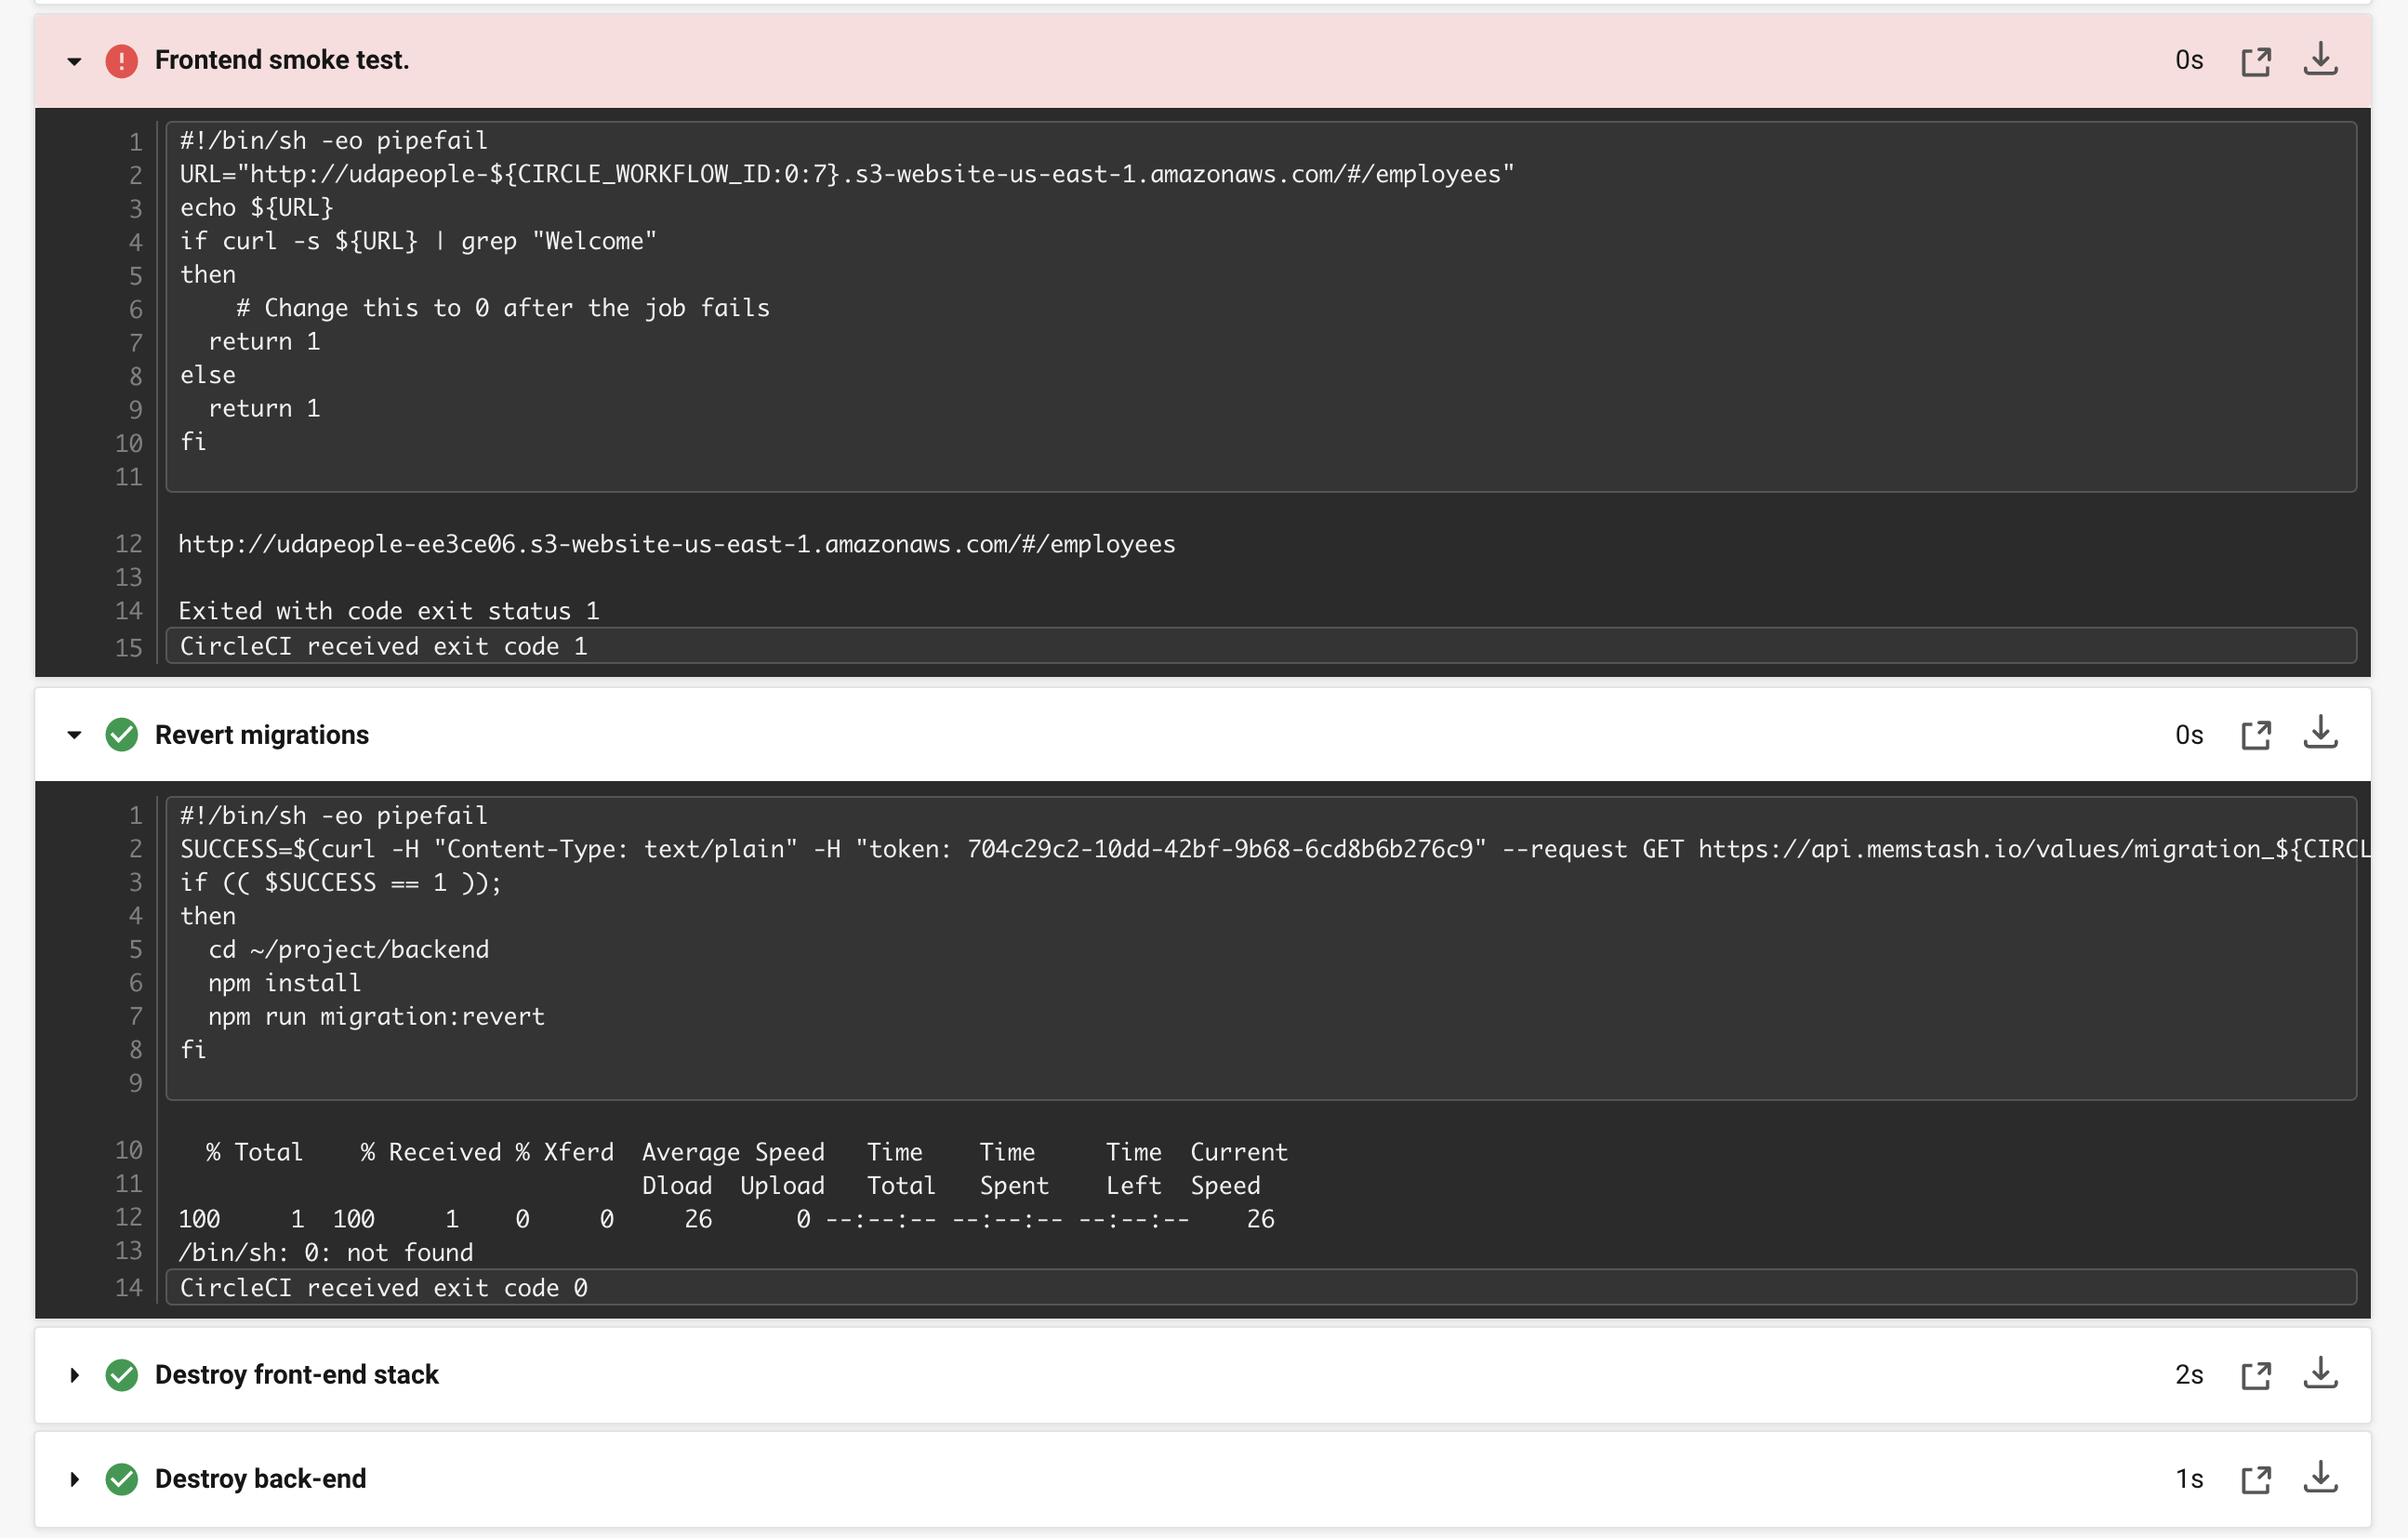 Frontend smoke test.
0s
1 #!/bin/sh -eo pipefail
2 URL="http://udapeople-${CIRCLE_WORKFLOW_ID:0:7}.s3-website-us-east-1.amazonaws.com/#/employees"
3 echo ${URL}
4 if curl -s ${URL} | grep "Welcome"
5 then
6     # Change this to 0 after the job fails
7   return 1
8 else
9   return 1
10 fi
11
12 http://udapeople-ee3ce06.s3-website-us-east-1.amazonaws.com/#/employees
13
14 Exited with code exit status 1
15 CircleCI received exit code 1
Revert migrations
0s
1 #!/bin/sh -eo pipefail
2 SUCCESS=$(curl -H "Content-Type: text/plain" -H "token: 704c29c2-10dd-42bf-9b68-6cd8b6b276c9" --request GET https://api.memstash.io/values/migration_${CIRCL
3 if (( $SUCCESS == 1 ));
4 then
5   cd ~/project/backend
6   npm install
7   npm run migration:revert
8 fi
9
10   % Total    % Received % Xferd  Average Speed   Time    Time     Time  Current
11                                  Dload  Upload   Total   Spent    Left  Speed
12 100     1  100     1    0     0     26      0 --:--:-- --:--:-- --:--:--    26
13 /bin/sh: 0: not found
14 CircleCI received exit code 0
Destroy front-end stack
2s
Destroy back-end
1s